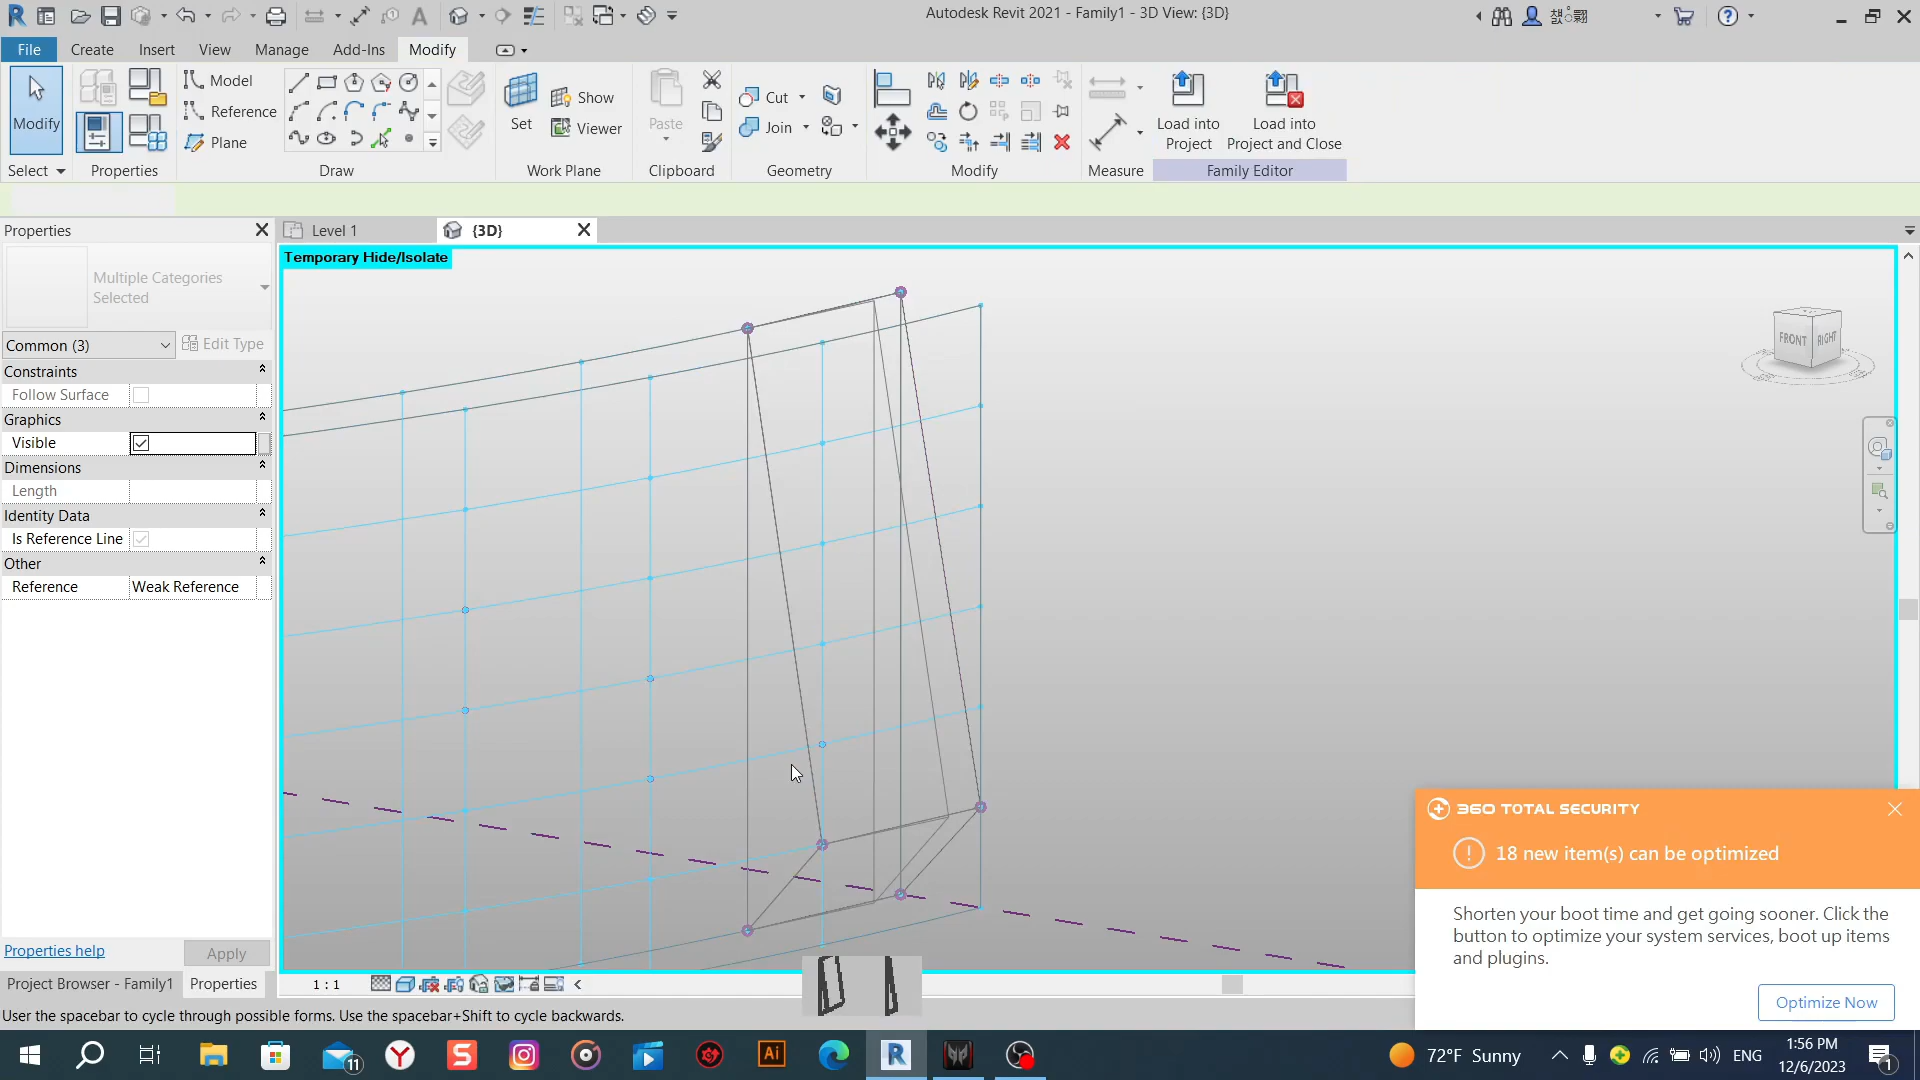 Autodesk Revit 2021 - Family1 - 3D View: {3D}
File
Create
Insert
View
Manage
Add-Ins
Modify
Modify
Model
Reference
Plane
Set
Show
Viewer
Paste
Cut
Join
Load into
Project
Load into
Project and Close
Select
Properties
Draw
Work Plane
Clipboard
Geometry
Modify
Measure
Family Editor
Properties
Level 1
{3D}
Temporary Hide/Isolate
Multiple Categories
Selected
Common (3)
Edit Type
Constraints
Follow Surface
Graphics
Visible
Dimensions
Length
Identity Data
Is Reference Line
Other
Reference
Weak Reference
FRONT
RIGHT
360 TOTAL SECURITY
18 new item(s) can be optimized
Shorten your boot time and get going sooner. Click the
button to optimize your system services, boot up items
and plugins.
Optimize Now
Properties help
Apply
Project Browser - Family1
Properties
1 : 1
User the spacebar to cycle through possible forms. Use the spacebar+Shift to cycle backwards.
11
72°F Sunny
ENG
1:56 PM
12/6/2023
1